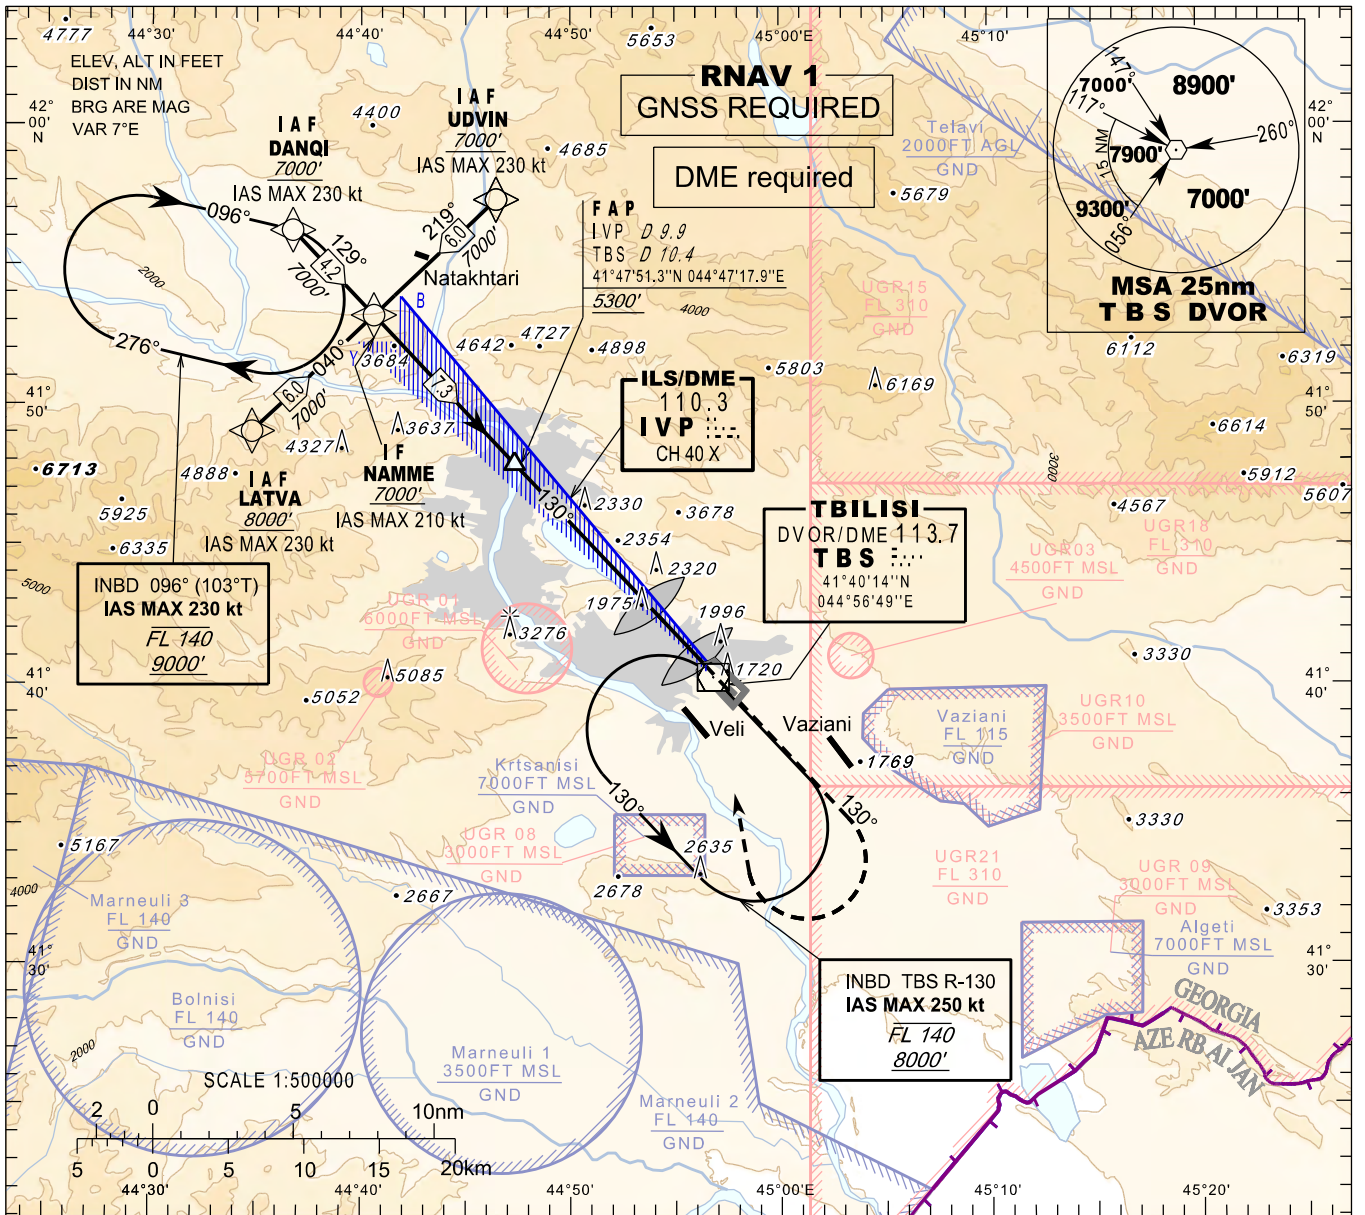 4777
44°30'
44°40'
44°50'
5653
45°00'E
45°10'
ELEV, ALT IN FEET
DIST IN NM
BRG ARE MAG
VAR 7°E
42°
00'
N
RNAV 1
GNSS REQUIRED
DME required
147°
7000'
117°
8900'
260°
15 NM
7900'
9300'
7000'
056°
MSA 25nm
TBS DVOR
42°
00'
N
4400
IAF
UDVIN
7000'
IAS MAX 230 kt
IAF
DANQI
7000'
IAS MAX 230 kt
4685
Telavi
2000FT AGL
GND
5679
096°
129°
4.2
7000'
219°
6.0
7000'
Natakhtari
2000
FAP
IVP D 9.9
TBS D 10.4
41°47'51.3"N 044°47'17.9"E
5300'
4000
UGR15
FL 310
GND
B
Y
276°
040°
6.0
7000'
3684
4642
4727
4898
5803
6169
6112
6319
7.3
41°
50'
41°
50'
ILS/DME
110.3
IVP
CH 40 X
3637
4327
4888
6713
5925
6335
5000
IAF
LATVA
8000'
IAS MAX 230 kt
IF
NAMME
7000'
IAS MAX 210 kt
130°
2330
3678
2354
2320
6614
5912
5607
3000
4567
TBILISI
DVOR/DME 113.7
TBS
41°40'14"N
044°56'49"E
UGR18
FL 310
GND
UGR03
4500FT MSL
GND
INBD 096° (103°T)
IAS MAX 230 kt
FL 140
9000'
UGR 01
6000FT MSL
GND
3276
1975
1996
1720
3330
41°
40'
41°
40'
5085
5052
Veli
Vaziani
1769
Vaziani
FL 115
GND
UGR10
3500FT MSL
GND
UGR 02
5700FT MSL
GND
Krtsanisi
7000FT MSL
GND
130°
130°
UGR 08
3000FT MSL
GND
2635
2678
2667
5167
3330
UGR21
FL 310
GND
UGR 09
3000FT MSL
GND
3353
4000
Marneuli 3
FL 140
GND
Algeti
7000FT MSL
GND
41°
30'
41°
30'
INBD TBS R-130
IAS MAX 250 kt
FL 140
8000'
GEORGIA
AZERBAIJAN
Bolnisi
FL 140
GND
2000
Marneuli 1
3500FT MSL
GND
Marneuli 2
FL 140
GND
SCALE 1:500000
2 0 5 10nm
5 0 5 10 15 20km
44°30'
44°40'
44°50'
45°00'E
45°10'
45°20'